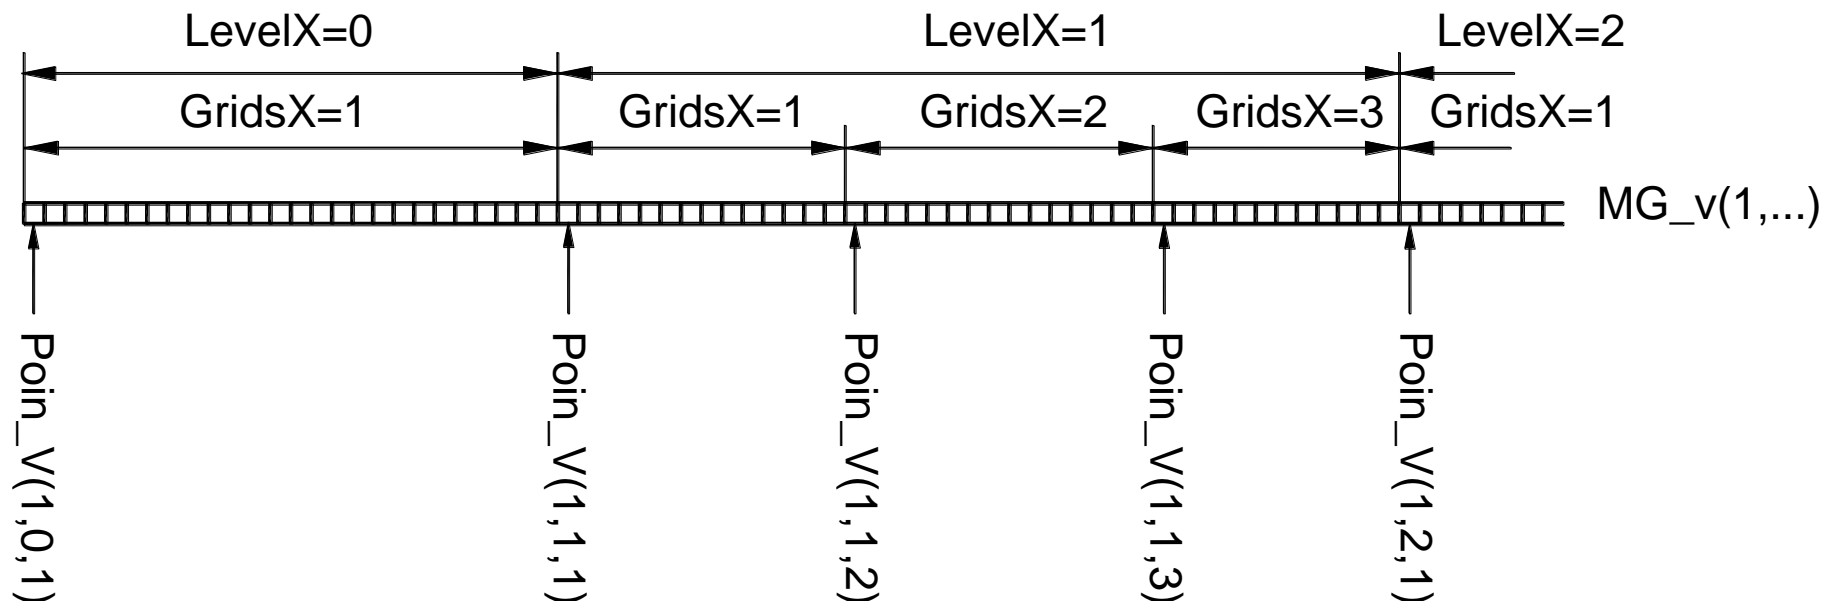 LevelX=0 LevelX=1 LevelX=2
GridsX=1 GridsX=1 GridsX=2 GridsX=3 GridsX=1
MG_v(1,...)
Poin_V(1,0,1)
Poin_V(1,1,1)
Poin_V(1,1,2)
Poin_V(1,1,3)
Poin_V(1,2,1)